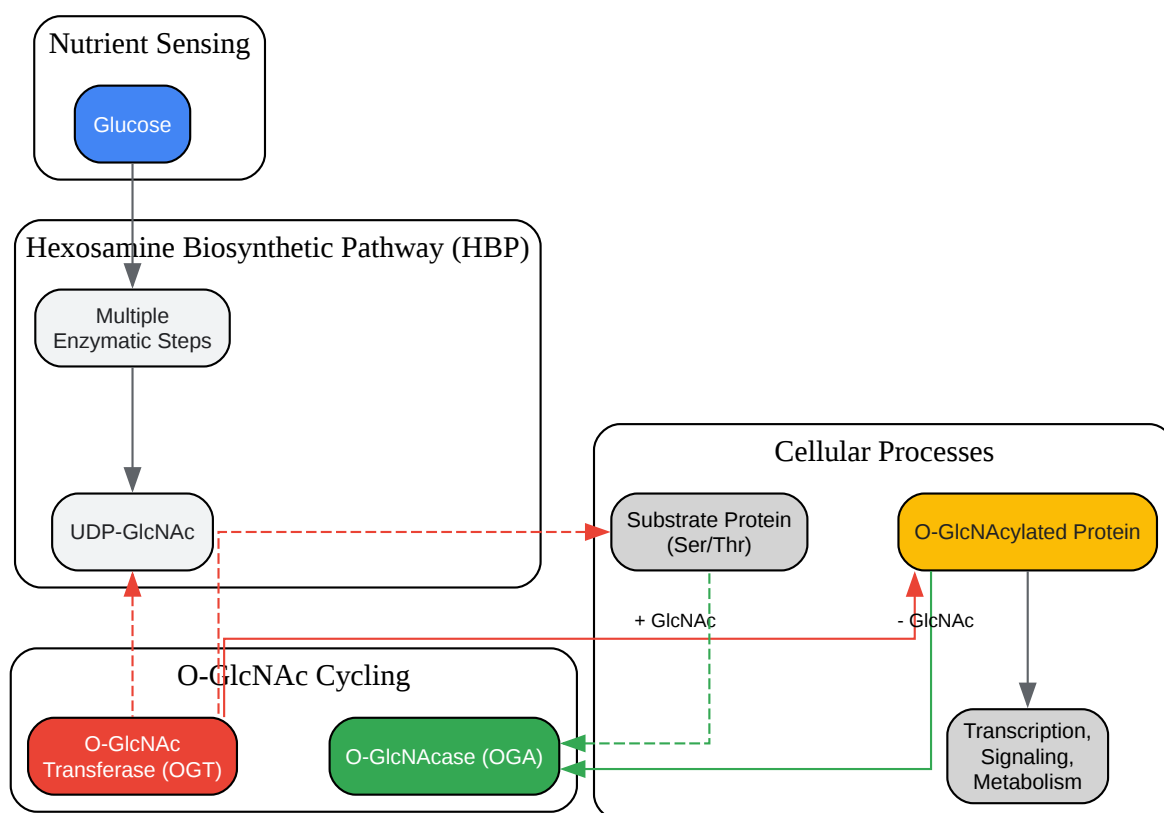 Nutrient Sensing
Glucose
Hexosamine Biosynthetic Pathway (HBP)
Multiple
Enzymatic Steps
UDP-GlcNAc
Cellular Processes
Substrate Protein
(Ser/Thr)
O-GlcNAcylated Protein
+ GlcNAc
- GlcNAc
O-GlcNAc Cycling
O-GlcNAc
Transferase (OGT)
O-GlcNAcase (OGA)
Transcription,
Signaling,
Metabolism